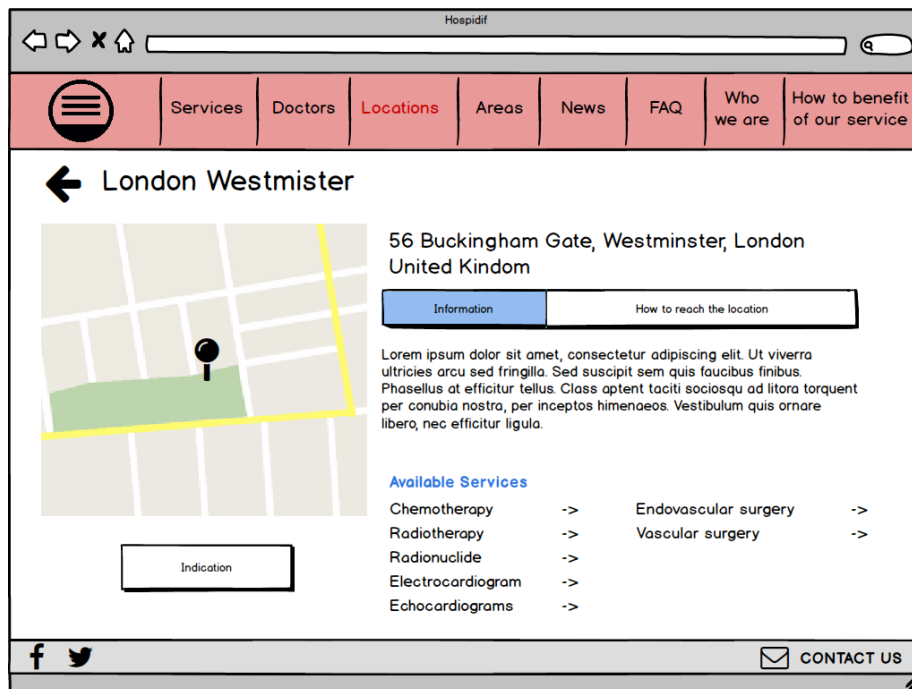 Hospidif
Services Doctors Locations Areas News FAQ Who we are How to benefit of our service
London Westmister
56 Buckingham Gate, Westminster, London
United Kindom
Information How to reach the location
Lorem ipsum dolor sit amet, consectetur adipiscing elit. Ut viverra
ultricies arcu sed fringilla. Sed suscipit sem quis faucibus finibus.
Phasellus at efficitur tellus. Class aptent taciti sociosqu ad litora torquent
per conubia nostra, per inceptos himenaeos. Vestibulum quis ornare
libero, nec efficitur ligula.
Available Services
Chemotherapy -> Endovascular surgery ->
Radiotherapy -> Vascular surgery ->
Radionuclide ->
Electrocardiogram ->
Echocardiograms ->
Indication
CONTACT US